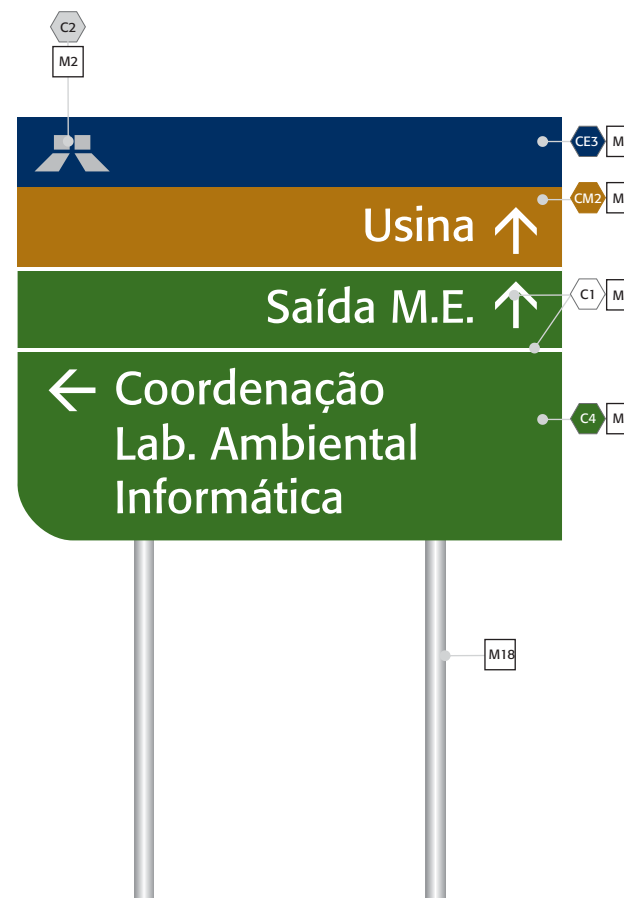 C2
M2
CE3 M
CM2 M
Usina ↑
Saída M.E. ↑
C1 M
← Coordenação
Lab. Ambiental
Informática
C4 M
M18